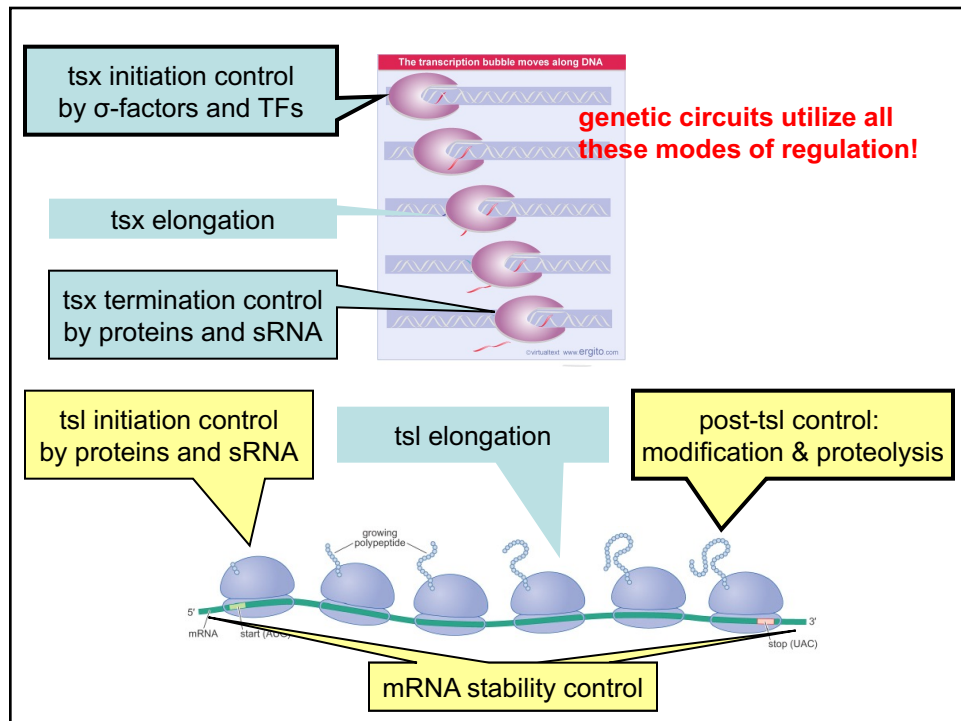 tsx initiation control
by σ-factors and TFs
The transcription bubble moves along DNA
genetic circuits utilize all
these modes of regulation!
tsx elongation
tsx termination control
by proteins and sRNA
©virtualtext www.ergito.com
tsl initiation control
by proteins and sRNA
tsl elongation
post-tsl control:
modification & proteolysis
growing
polypeptide
5'
3'
mRNA
start (AUG)
stop (UAC)
mRNA stability control